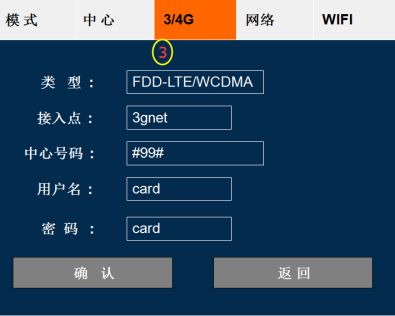 模式 中心 3/4G 网络 WIFI
3
类 型： FDD-LTE/WCDMA
接入点： 3gnet
中心号码： #99#
用户名： card
密 码： card
确 认 返 回